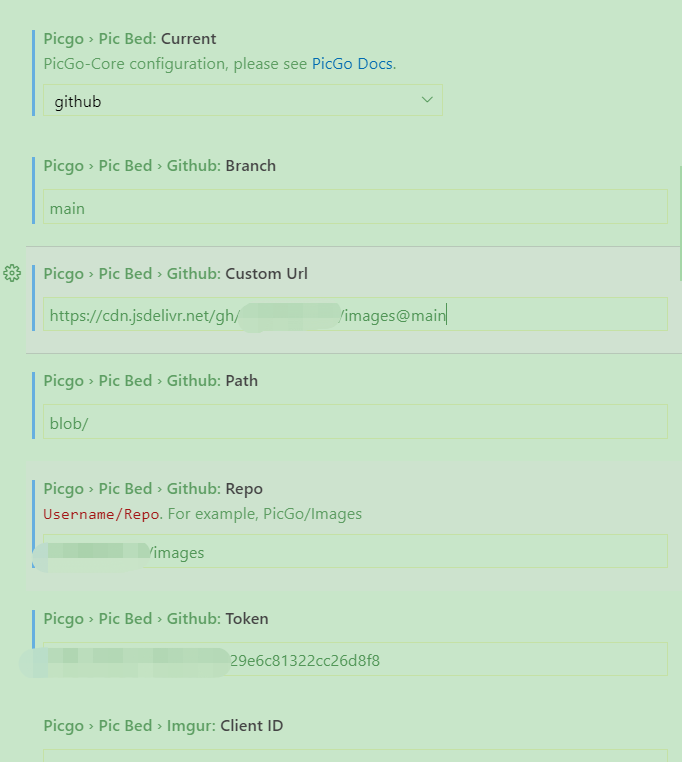 Picgo › Pic Bed: Current
PicGo-Core configuration, please see PicGo Docs.
github
Picgo › Pic Bed › Github: Branch
main
Picgo › Pic Bed › Github: Custom Url
https://cdn.jsdelivr.net/gh/ /images@main
Picgo › Pic Bed › Github: Path
blob/
Picgo › Pic Bed › Github: Repo
Username/Repo. For example, PicGo/Images
/images
Picgo › Pic Bed › Github: Token
29e6c81322cc26d8f8
Picgo › Pic Bed › Imgur: Client ID